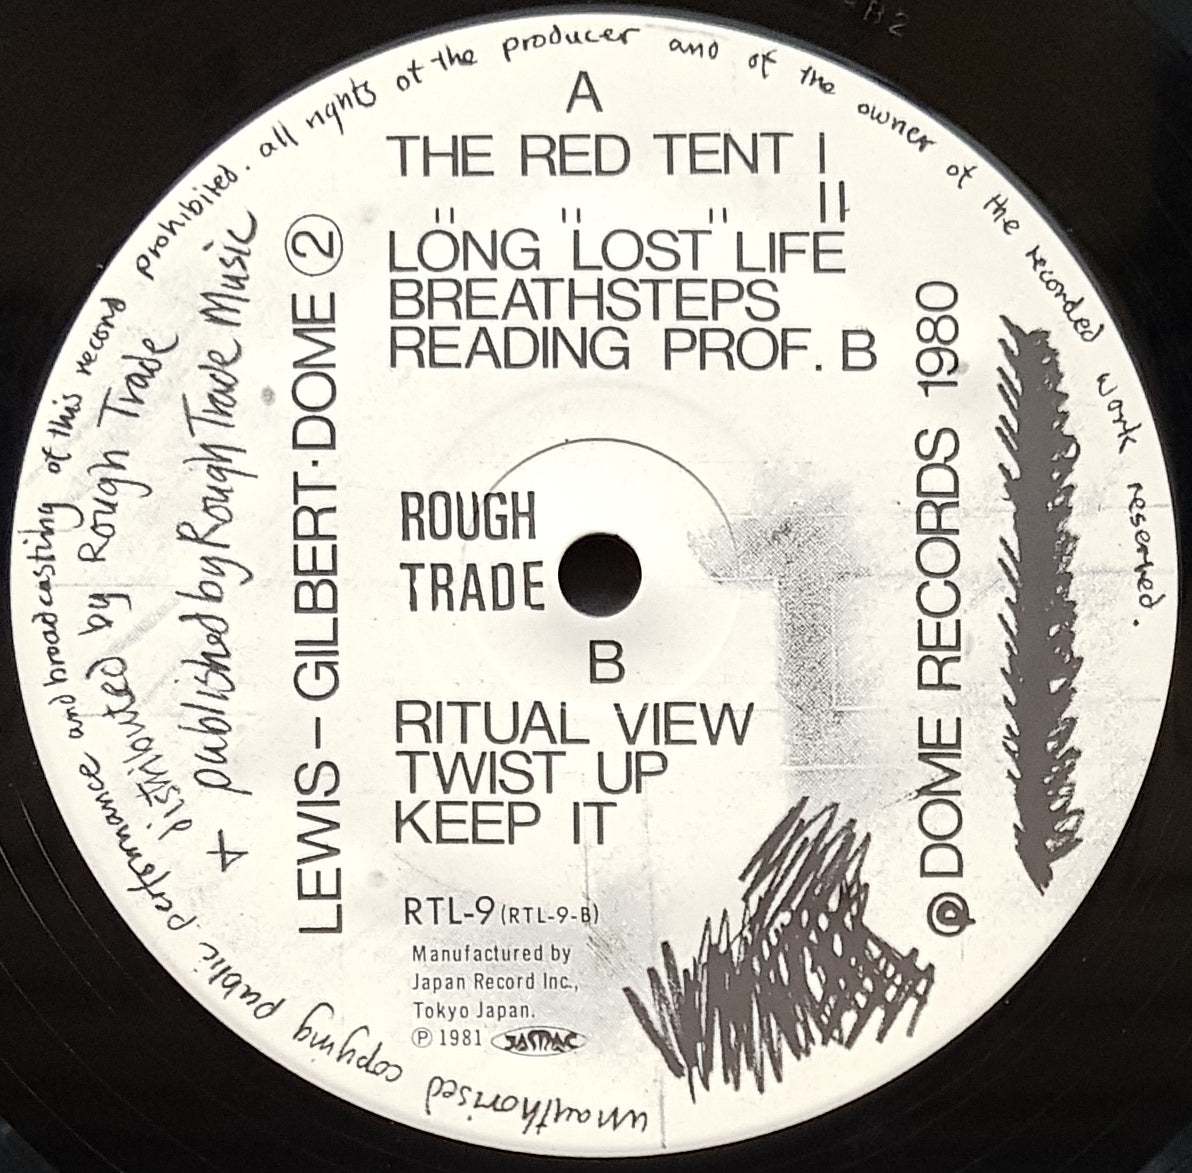 A
THE RED TENT I
" " " II
LONG LOST LIFE
BREATHSTEPS
READING PROF. B
ROUGH
TRADE
B
RITUAL VIEW
TWIST UP
KEEP IT
RTL-9 (RTL-9-B)
Manufactured by
Japan Record Inc.,
Tokyo Japan.
℗ 1981 JASRAC
LEWIS – GILBERT · DOME ②
℗ DOME RECORDS 1980
distributed by Rough Trade
+ published by Rough Trade Music
unauthorised copying public performance and broadcasting of this record prohibited. all rights of the producer and of the owner of the recorded work reserved.